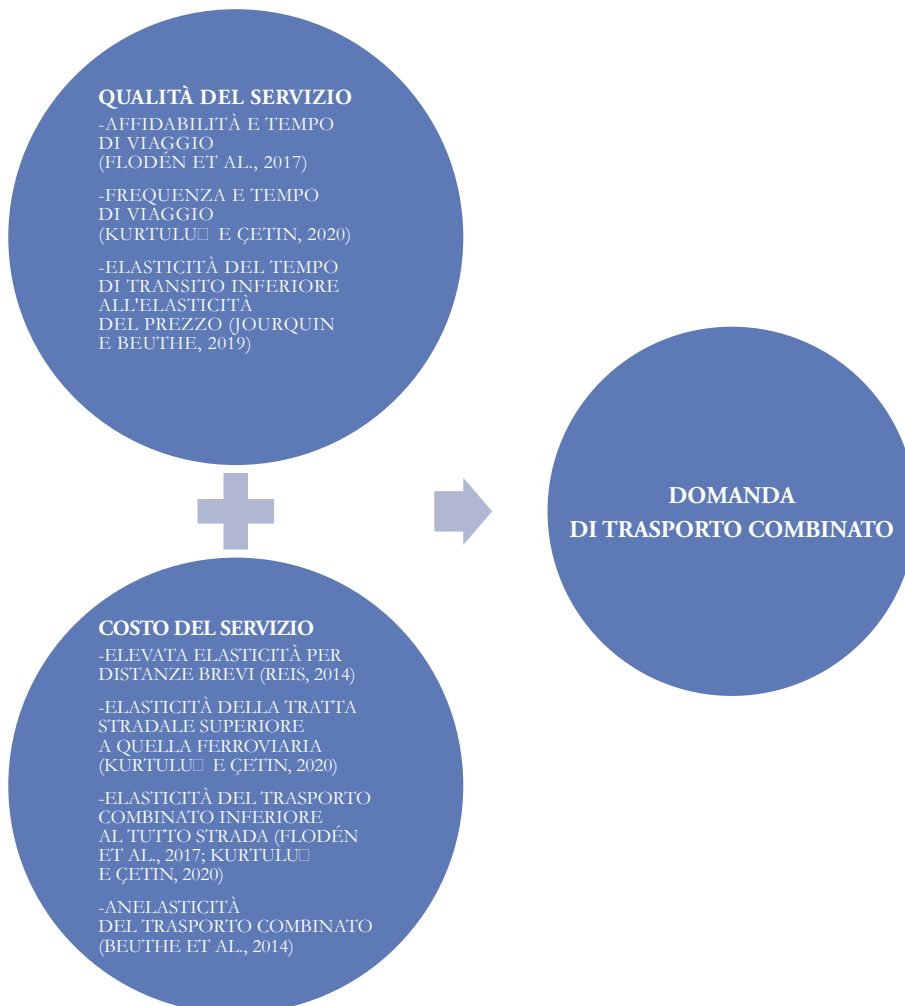 QUALITÀ DEL SERVIZIO
-AFFIDABILITÀ E TEMPO
DI VIAGGIO
(FLODÉN ET AL., 2017)
-FREQUENZA E TEMPO
DI VIAGGIO
(KURTULU□ E ÇETIN, 2020)
-ELASTICITÀ DEL TEMPO
DI TRANSITO INFERIORE
ALL'ELASTICITÀ
DEL PREZZO (JOURQUIN
E BEUTHE, 2019)
COSTO DEL SERVIZIO
-ELEVATA ELASTICITÀ PER
DISTANZE BREVI (REIS, 2014)
-ELASTICITÀ DELLA TRATTA
STRADALE SUPERIORE
A QUELLA FERROVIARIA
(KURTULU□ E ÇETIN, 2020)
-ELASTICITÀ DEL TRASPORTO
COMBINATO INFERIORE
AL TUTTO STRADA (FLODÉN
ET AL., 2017; KURTULU□
E ÇETIN, 2020)
-ANELASTICITÀ
DEL TRASPORTO COMBINATO
(BEUTHE ET AL., 2014)
DOMANDA
DI TRASPORTO COMBINATO